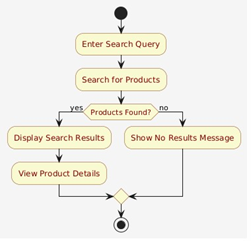 Enter Search Query
Search for Products
yes
Products Found?
no
Display Search Results
Show No Results Message
View Product Details